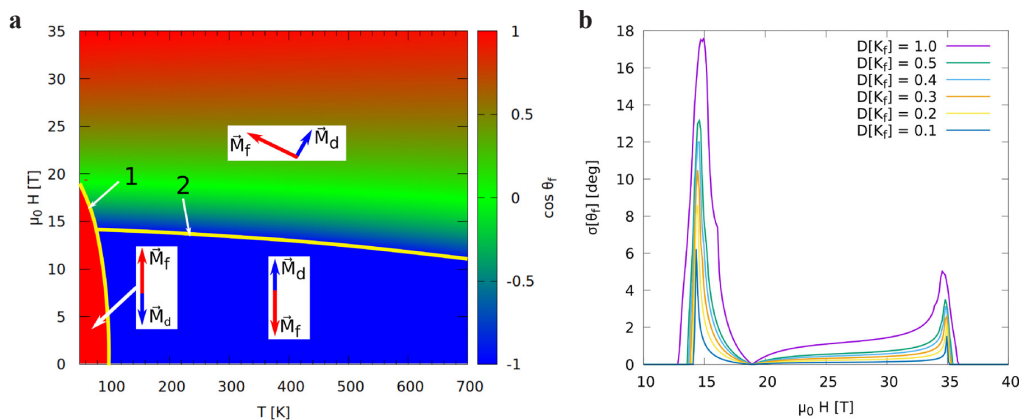 a
35
30
25
20
15
10
5
0
μ₀ H [T]
1
2
M⃗f
M⃗d
M⃗f
M⃗d
M⃗d
M⃗f
100
200
300
400
500
600
700
T [K]
1
0.5
0
-0.5
-1
cos θf
b
18
16
14
12
10
8
6
4
2
0
σ[θf] [deg]
D[Kf] = 1.0
D[Kf] = 0.5
D[Kf] = 0.4
D[Kf] = 0.3
D[Kf] = 0.2
D[Kf] = 0.1
10
15
20
25
30
35
40
μ₀ H [T]